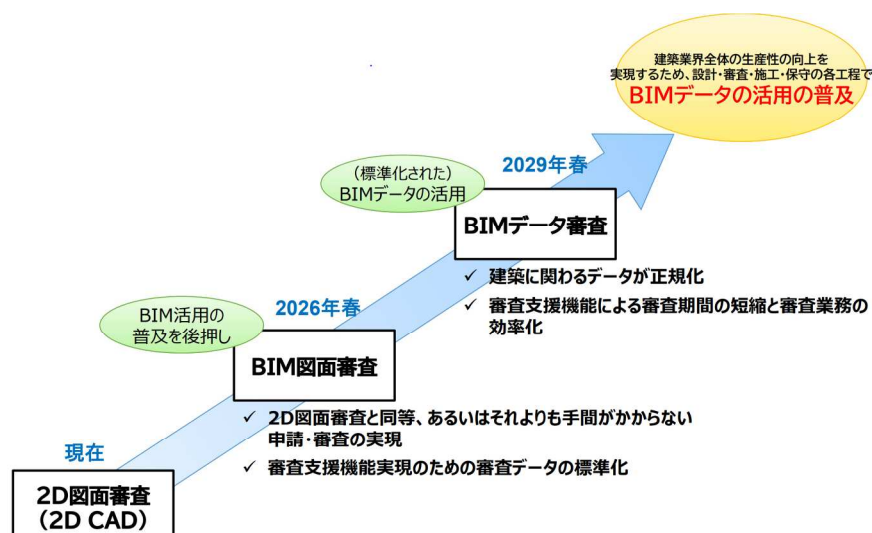 建築業界全体の生産性の向上を
実現するため、設計・審査・施工・保守の各工程で
BIMデータの活用の普及
2029年春
（標準化された）
BIMデータの活用
BIMデータ審査
✓ 建築に関わるデータが正規化
✓ 審査支援機能による審査期間の短縮と審査業務の
効率化
2026年春
BIM活用の
普及を後押し
BIM図面審査
✓ 2D図面審査と同等、あるいはそれよりも手間がかからない
申請・審査の実現
✓ 審査支援機能実現のための審査データの標準化
現在
2D図面審査
（2D CAD）